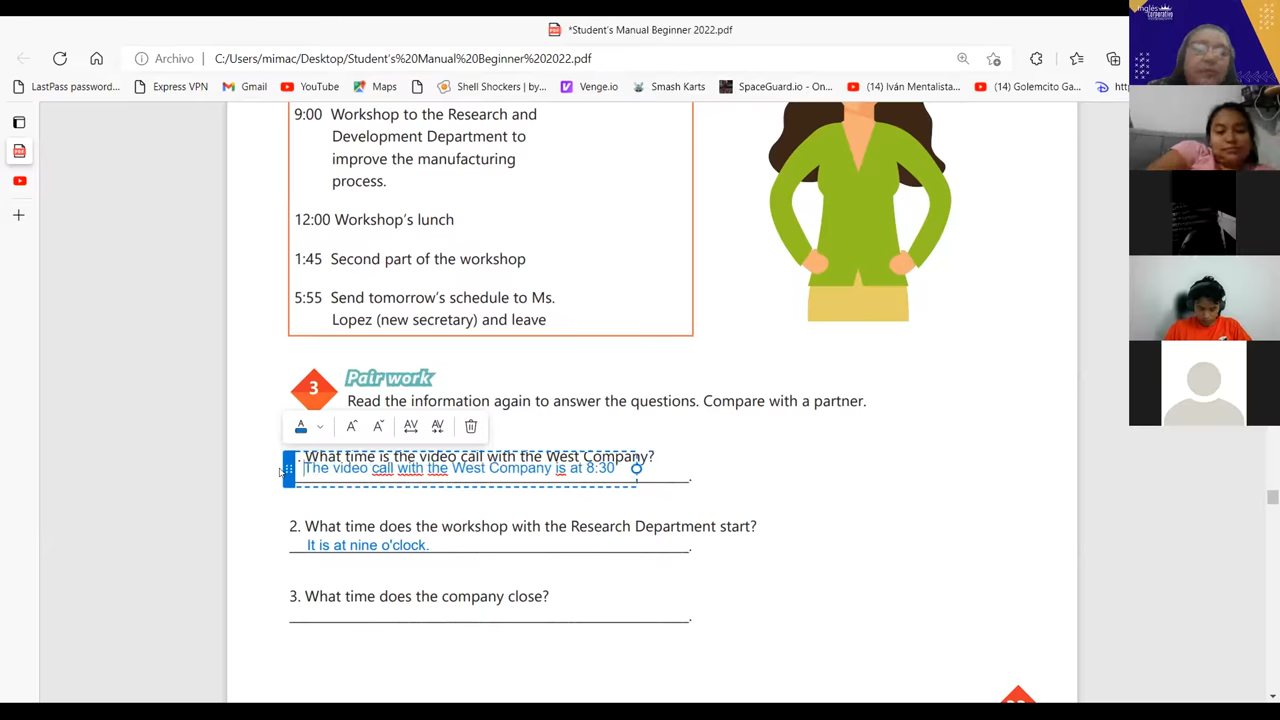 *Student's Manual Beginner 2022.pdf
Archivo
C:/Users/mimac/Desktop/Student's%20Manual%20Beginner%202022.pdf
LastPass password...
Express VPN
Gmail
YouTube
Maps
Shell Shockers | by...
Venge.io
Smash Karts
SpaceGuard.io - On...
(14) Iván Mentalista...
(14) Golemcito Ga...
Inglés
corporativo
9:00 Workshop to the Research and
Development Department to
improve the manufacturing
process.
12:00 Workshop's lunch
1:45 Second part of the workshop
5:55 Send tomorrow's schedule to Ms.
Lopez (new secretary) and leave
3 Pair work
Read the information again to answer the questions. Compare with a partner.
. What time is the video call with the West Company?
The video call with the West Company is at 8:30
2. What time does the workshop with the Research Department start?
It is at nine o'clock.
3. What time does the company close?